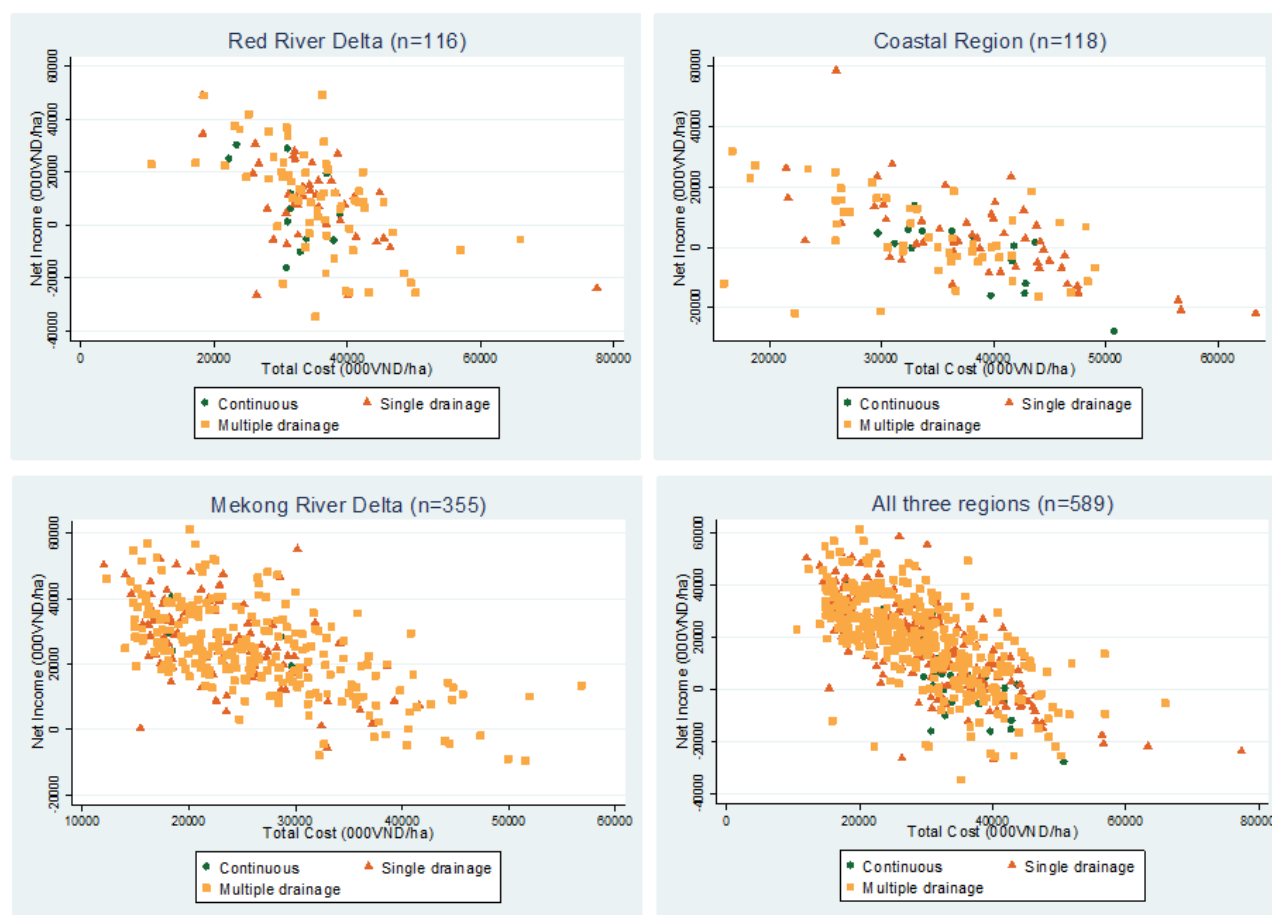 Red River Delta (n=116)
Net Income (000VND/ha)
60000
40000
20000
0
-20000
-40000
0 20000 40000 60000 80000
Total Cost (000VND/ha)
Continuous Single drainage
Multiple drainage
Coastal Region (n=118)
Net Income (000VND/ha)
60000
40000
20000
0
-20000
20000 30000 40000 50000 60000
Total Cost (000VND/ha)
Continuous Single drainage
Multiple drainage
Mekong River Delta (n=355)
Net Income (000VND/ha)
60000
40000
20000
0
-20000
10000 20000 30000 40000 50000 60000
Total Cost (000VND/ha)
Continuous Single drainage
Multiple drainage
All three regions (n=589)
Net Income (000VND/ha)
60000
40000
20000
0
-20000
-40000
0 20000 40000 60000 80000
Total Cost (000VND/ha)
Continuous Single drainage
Multiple drainage